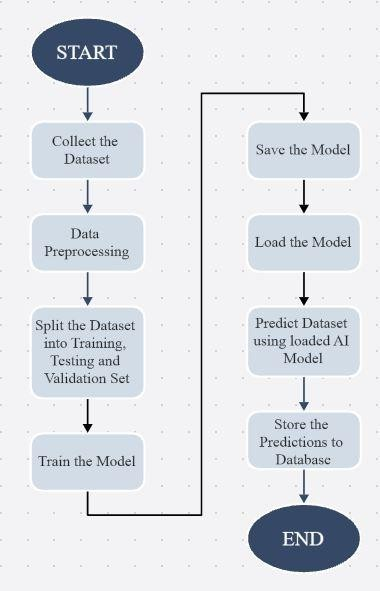 START
Collect the
Dataset
Data
Preprocessing
Split the Dataset
into Training,
Testing and
Validation Set
Train the Model
Save the Model
Load the Model
Predict Dataset
using loaded AI
Model
Store the
Predictions to
Database
END